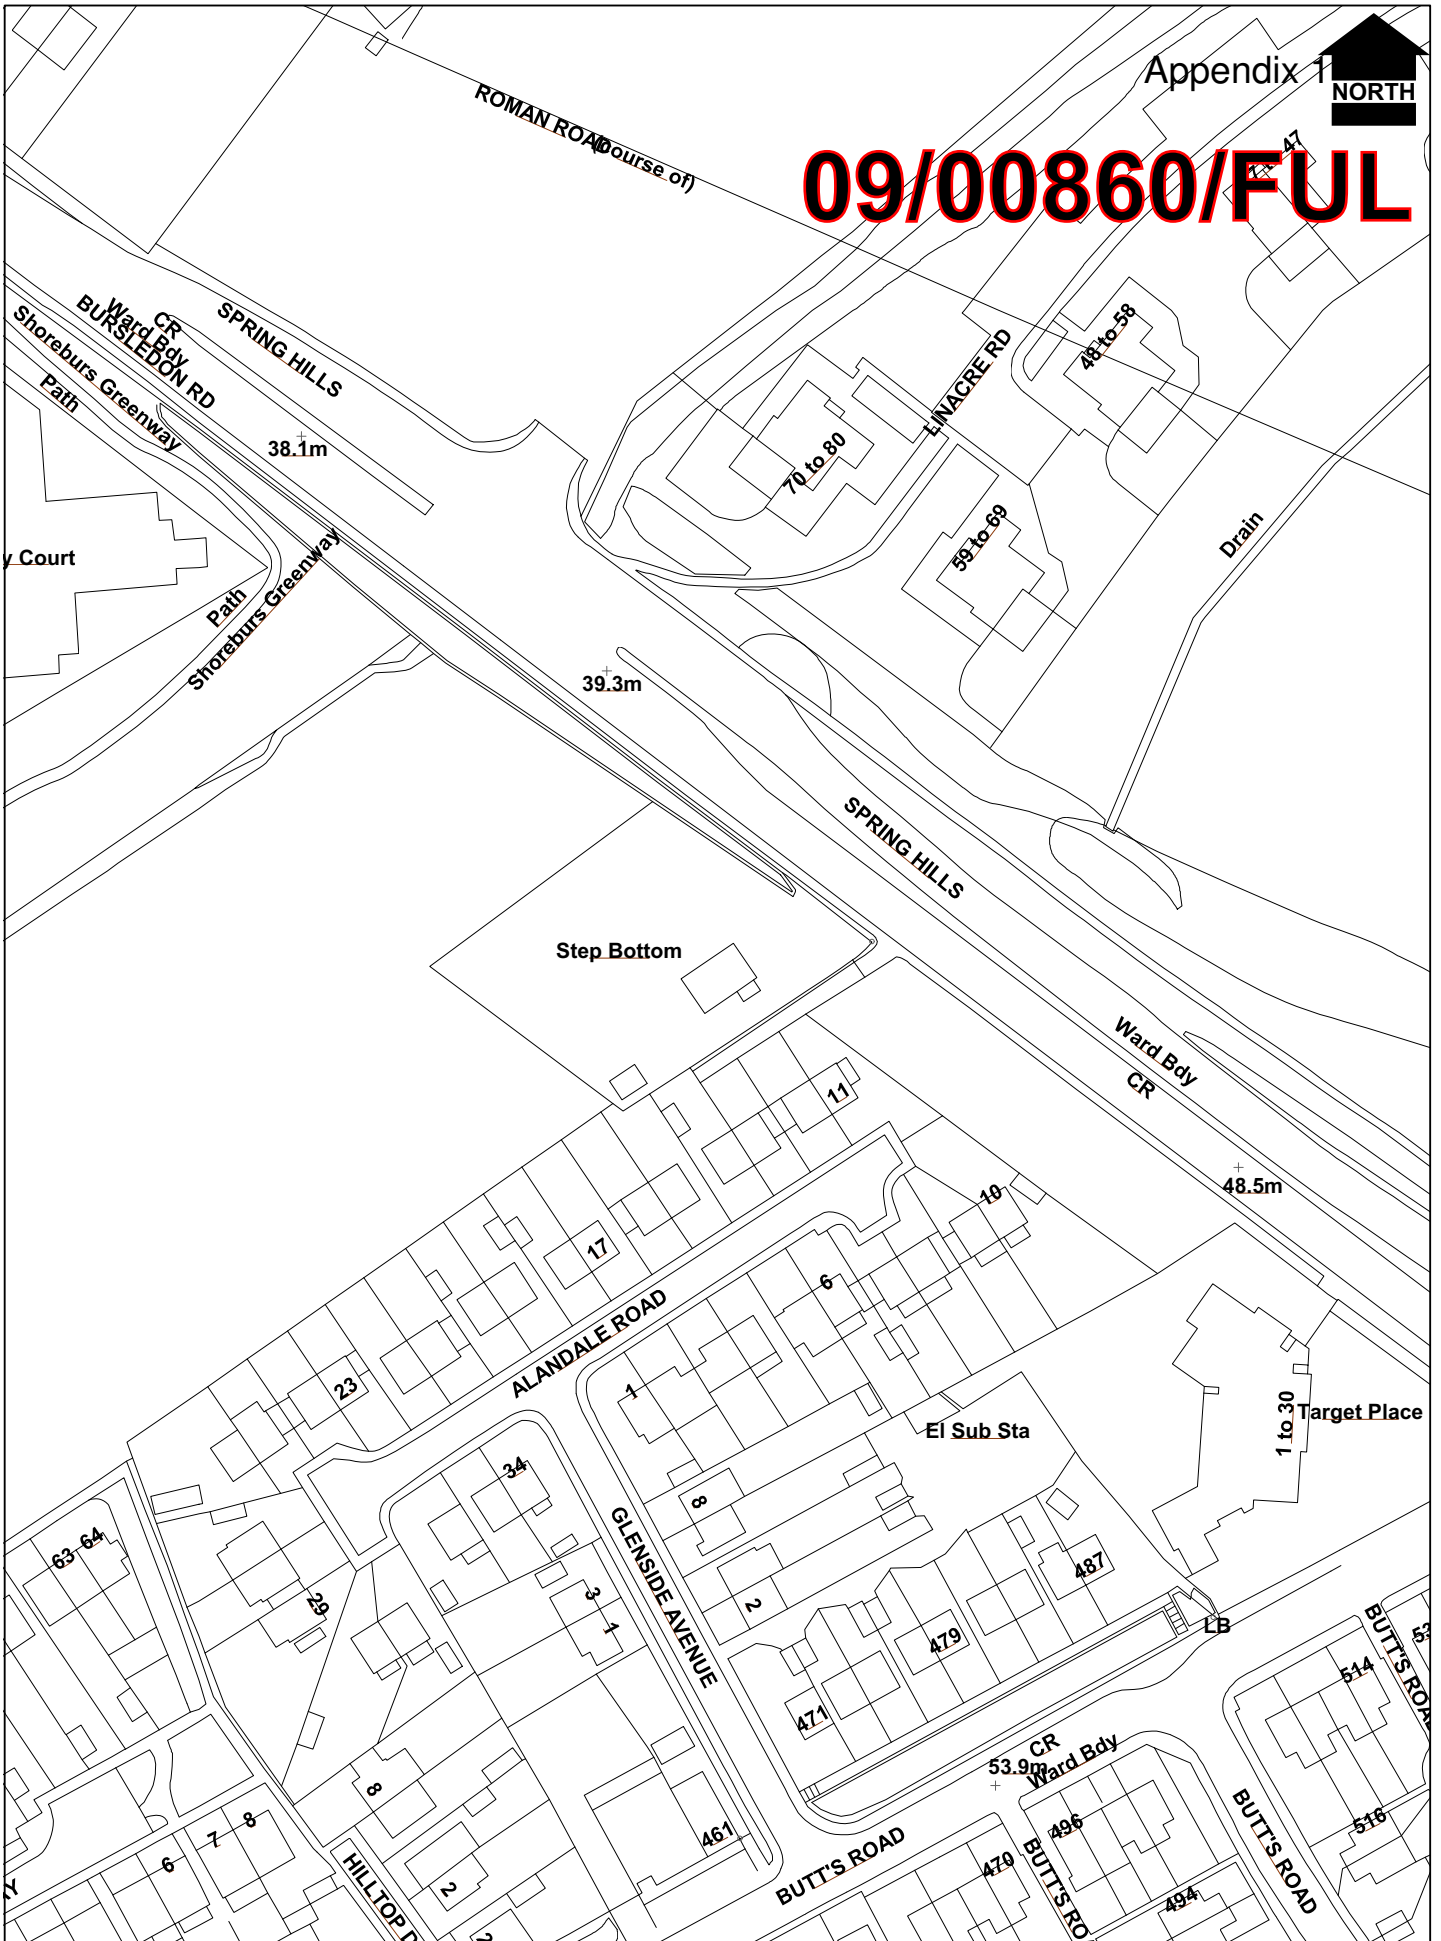 Appendix 1
NORTH
09/00860/FUL
ROMAN ROAD
(course of)
SPRING HILLS
CR
Ward Bdy
BURSLEDON RD
Shoreburs Greenway
Path
38.1m
48 to 58
LINACRE RD
70 to 80
59 to 69
Drain
y Court
Path
Shoreburs Greenway
39.3m
SPRING HILLS
Step Bottom
Ward Bdy
CR
11
48.5m
10
17
6
ALANDALE ROAD
23
1
1 to 30
Target Place
El Sub Sta
34
8
GLENSIDE AVENUE
63
64
29
3
1
2
487
479
LB
BUTT'S ROAD
53
514
471
CR
Ward Bdy
53.9m
8
461
BUTT'S ROAD
496
BUTT'S ROAD
516
7
8
6
HILLTOP D
2
2
470
BUTT'S RO
494